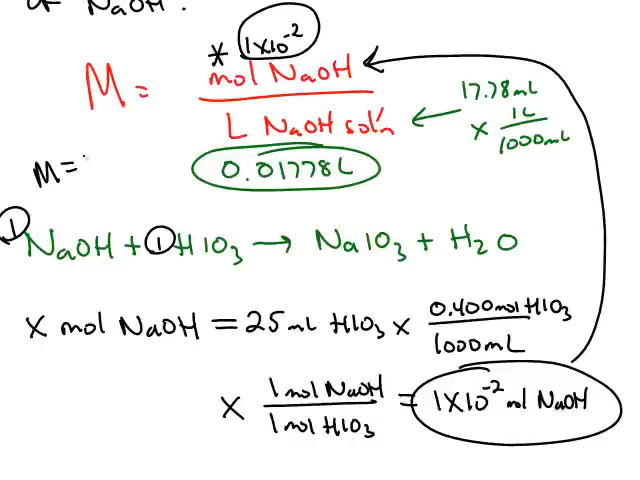 of NaOH.
* 1X10⁻²
M = mol NaOH / L NaOH sol'n
17.78mL
X 1L / 1000mL
M =
0.01778L
① NaOH + ① HIO₃ → NaIO₃ + H₂O
X mol NaOH = 25mL HIO₃ X 0.400mol HIO₃ / 1000mL
X 1mol NaOH / 1mol HIO₃ = 1X10⁻² mol NaOH